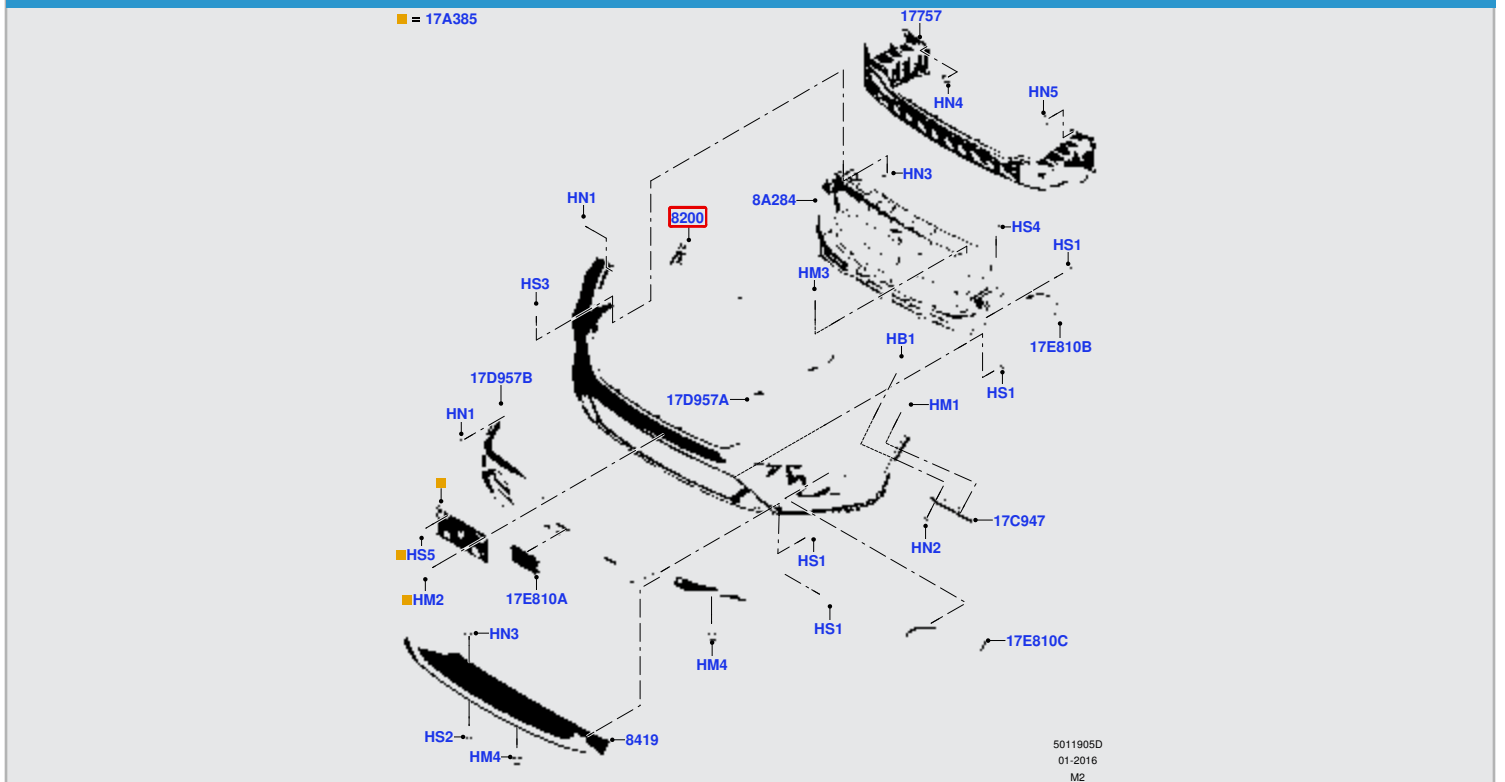 = 17A385
17757
HN4
HN5
HN3
8A284
HN1
8200
HS4
HS1
HM3
HS3
17E810B
HB1
17D957B
HS1
17D957A
HM1
HN1
17C947
HN2
HS5
HS1
HM2
17E810A
HS1
HN3
17E810C
HM4
HS2
8419
HM4
5011905D
01-2016
M2